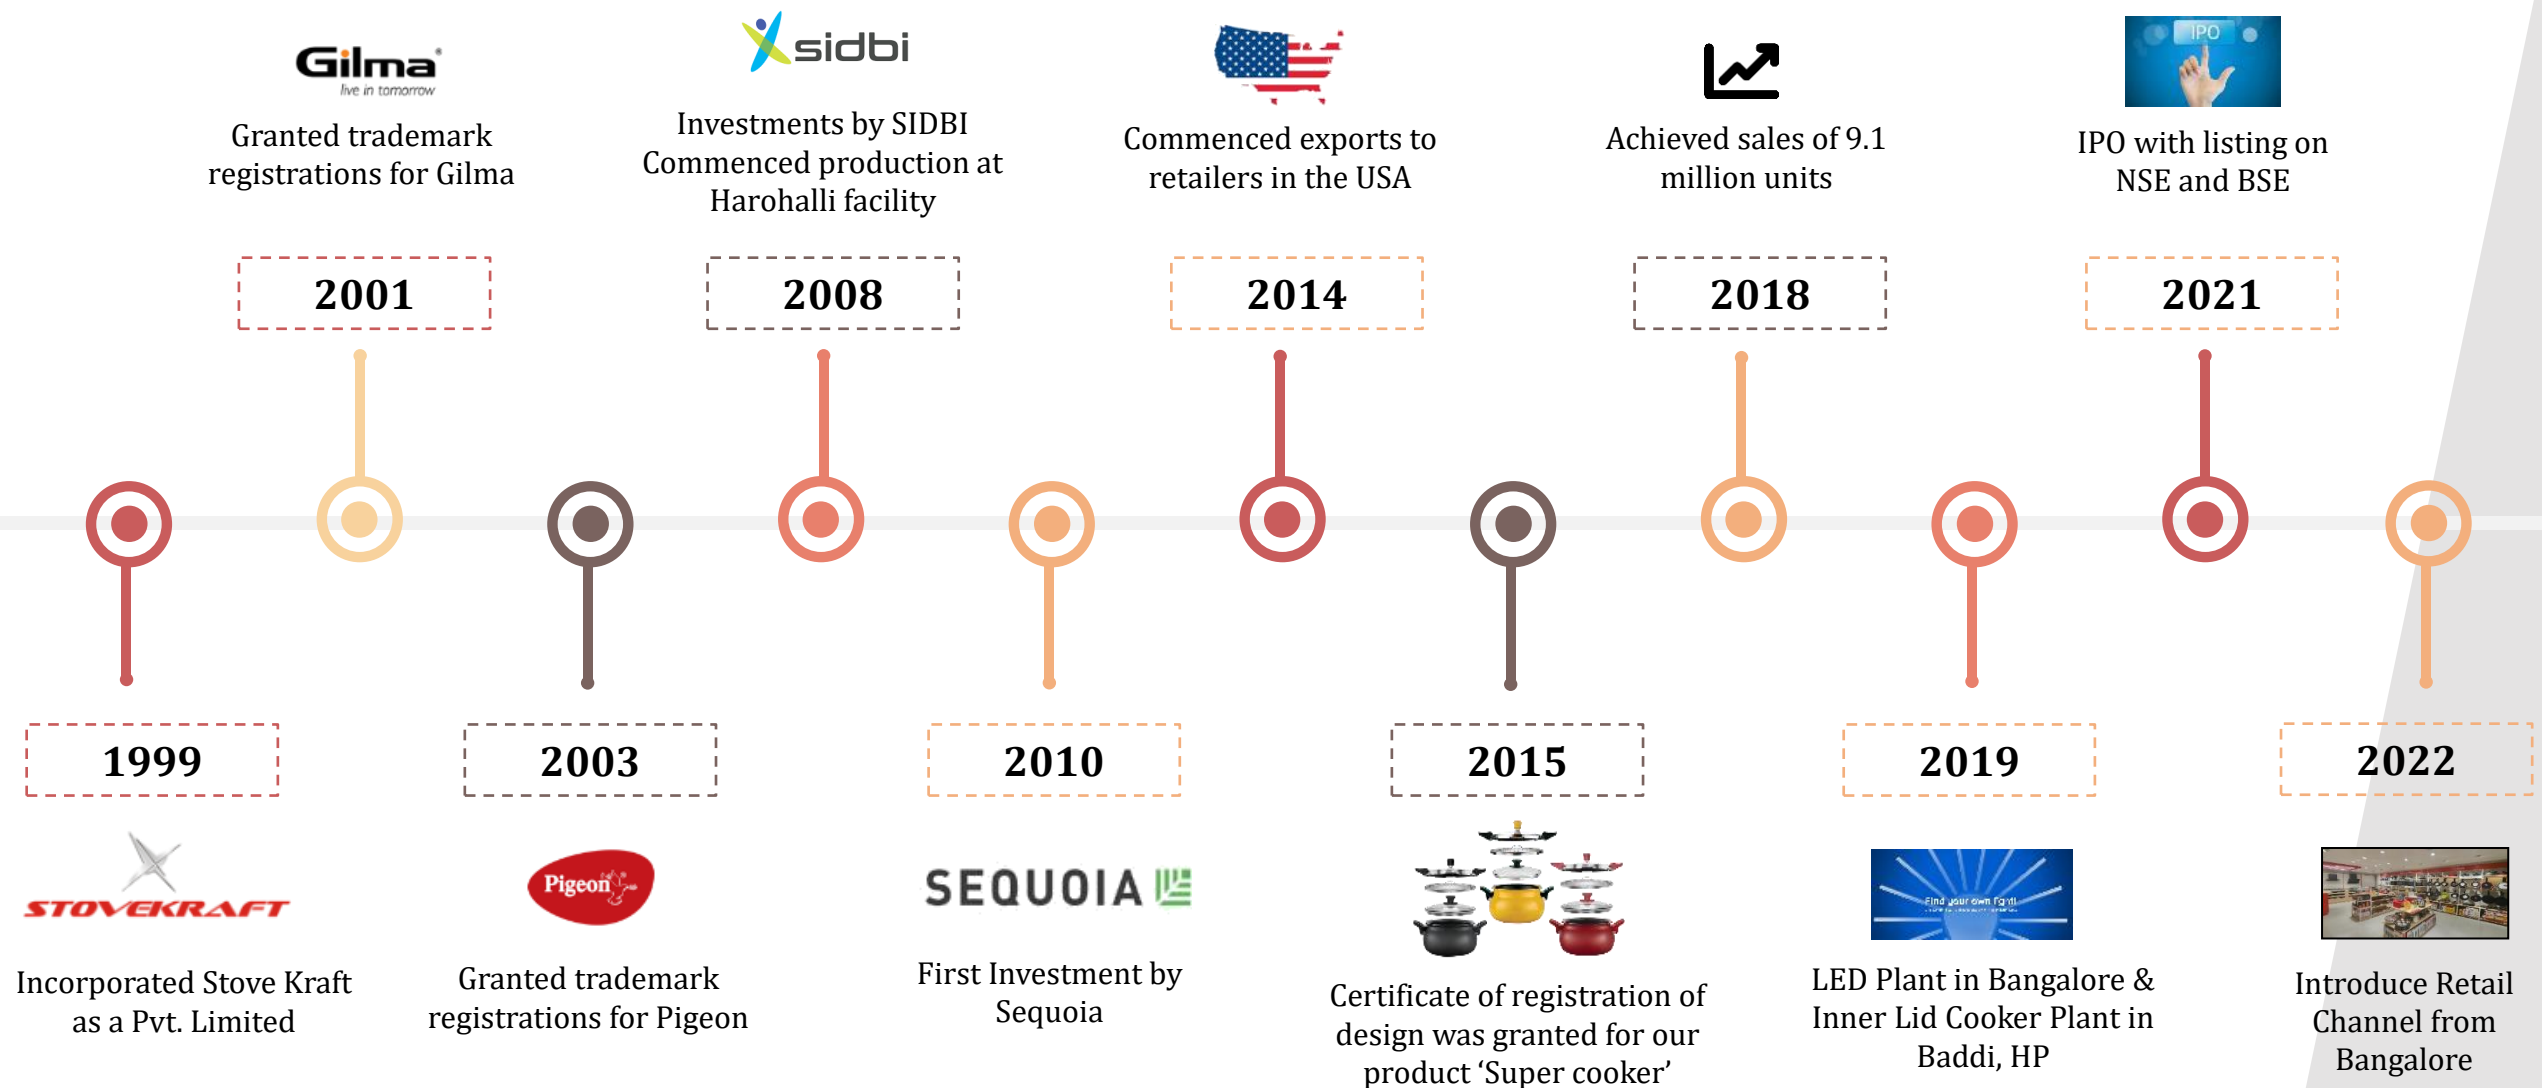 Gilma®
live in tomorrow
Granted trademark
registrations for Gilma
2001
sidbi
Investments by SIDBI
Commenced production at
Harohalli facility
2008
Commenced exports to
retailers in the USA
2014
Achieved sales of 9.1
million units
2018
IPO
IPO with listing on
NSE and BSE
2021
1999
STOVEKRAFT
Incorporated Stove Kraft
as a Pvt. Limited
2003
Pigeon
Granted trademark
registrations for Pigeon
2010
SEQUOIA
First Investment by
Sequoia
2015
Certificate of registration of
design was granted for our
product ‘Super cooker’
2019
Find your own light!
LED Plant in Bangalore &
Inner Lid Cooker Plant in
Baddi, HP
2022
Introduce Retail
Channel from
Bangalore